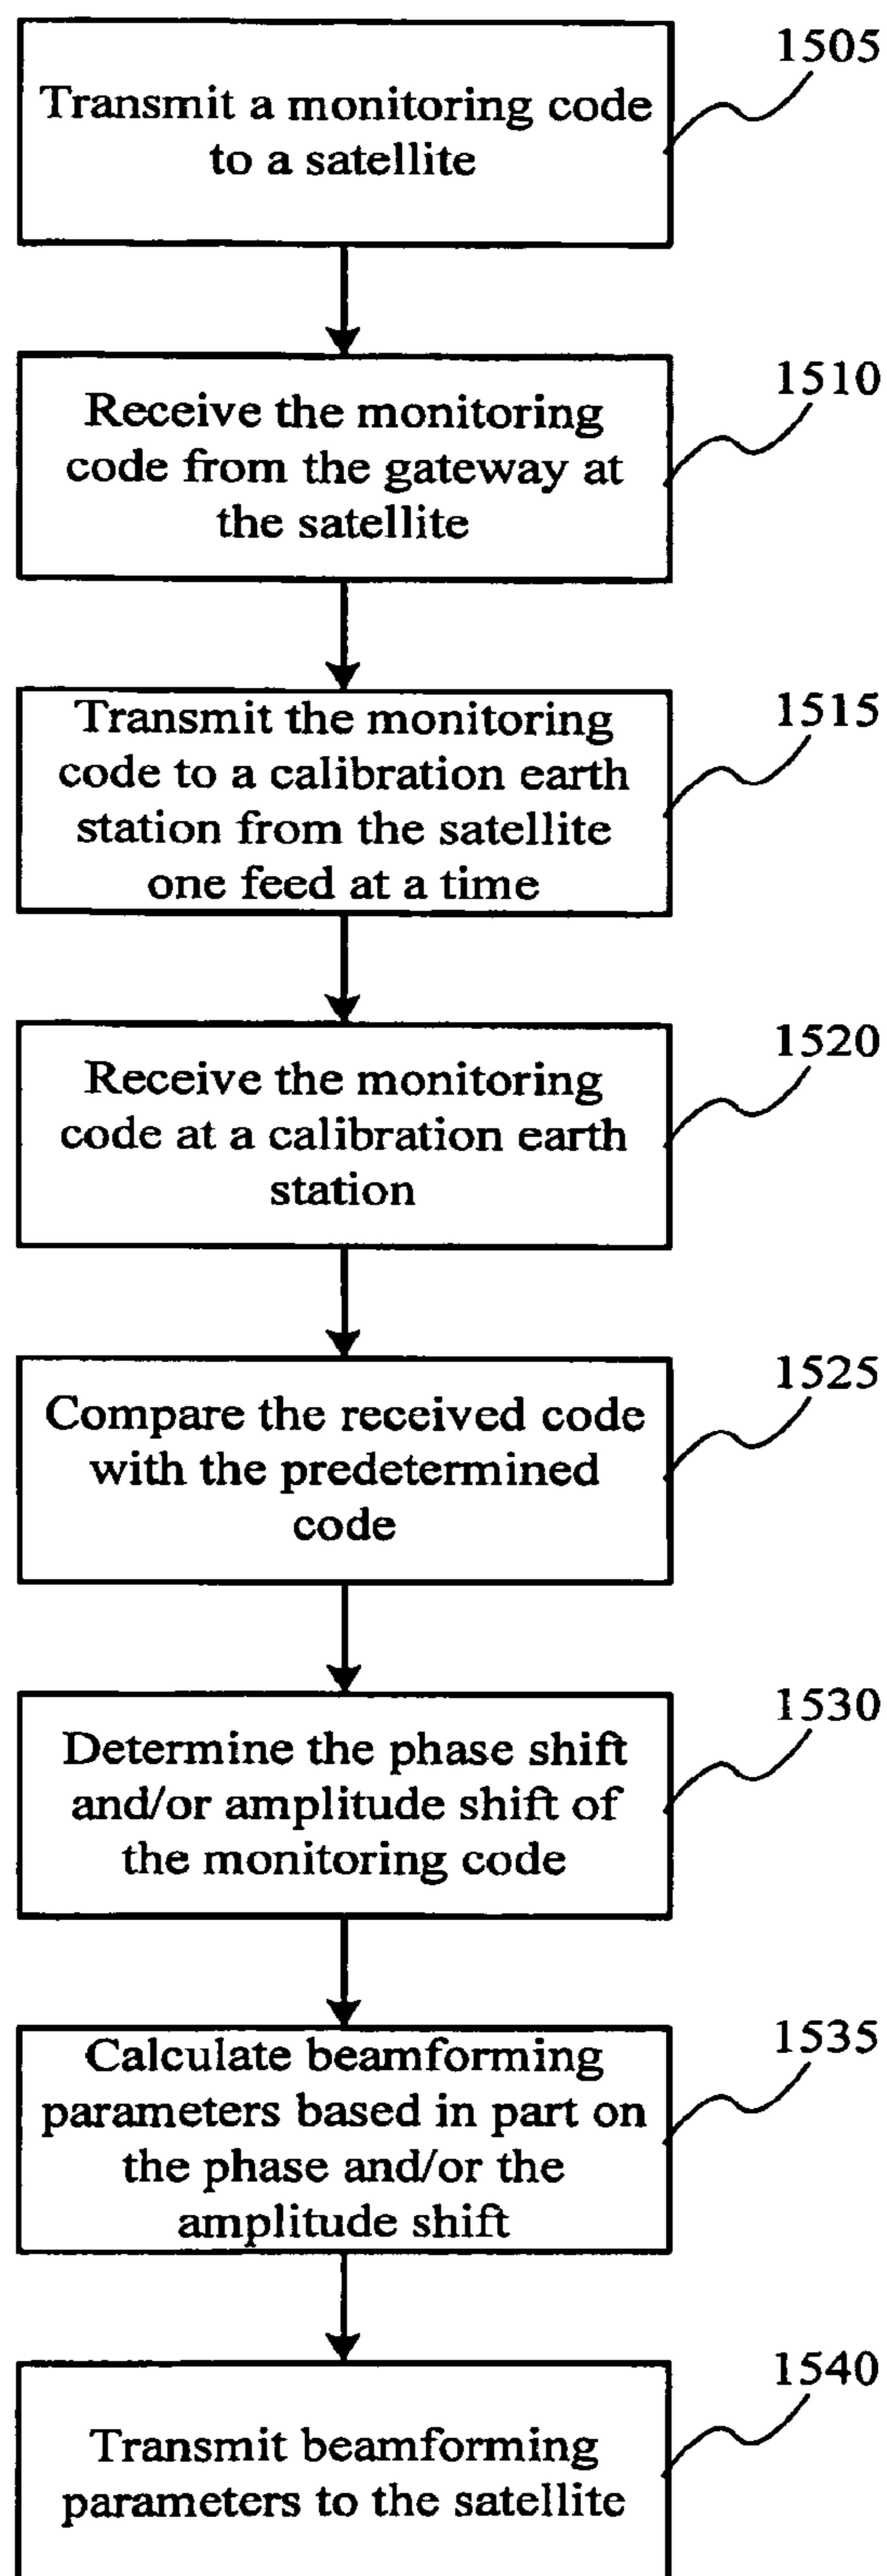 1505
Transmit a monitoring code
to a satellite
1510
Receive the monitoring
code from the gateway at
the satellite
1515
Transmit the monitoring
code to a calibration earth
station from the satellite
one feed at a time
1520
Receive the monitoring
code at a calibration earth
station
1525
Compare the received code
with the predetermined
code
1530
Determine the phase shift
and/or amplitude shift of
the monitoring code
1535
Calculate beamforming
parameters based in part on
the phase and/or the
amplitude shift
1540
Transmit beamforming
parameters to the satellite